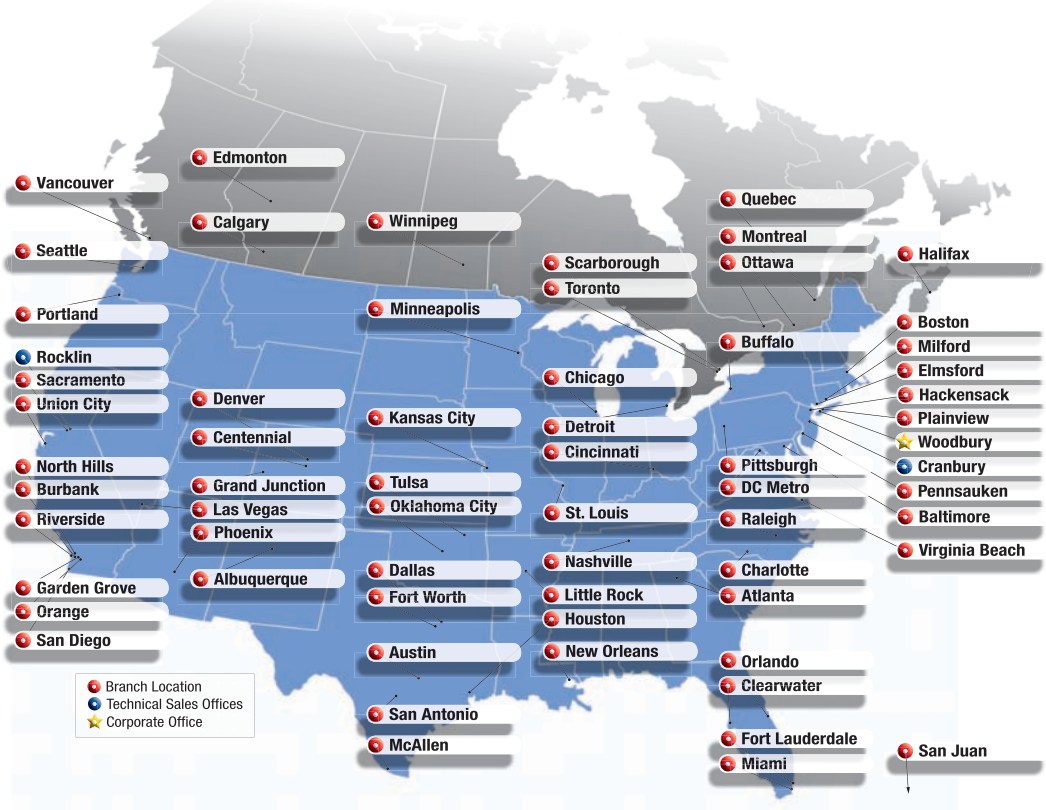 Edmonton
Vancouver
Calgary
Winnipeg
Seattle
Quebec
Montreal
Ottawa
Halifax
Scarborough
Toronto
Portland
Minneapolis
Boston
Buffalo
Milford
Rocklin
Sacramento
Union City
Denver
Centennial
Kansas City
Chicago
Elmsford
Hackensack
Plainview
Woodbury
Cranbury
Detroit
Cincinnati
Pittsburgh
DC Metro
Pennsauken
Baltimore
Virginia Beach
North Hills
Burbank
Riverside
Grand Junction
Las Vegas
Phoenix
Albuquerque
Tulsa
Oklahoma City
St. Louis
Raleigh
Nashville
Charlotte
Atlanta
Garden Grove
Orange
San Diego
Dallas
Fort Worth
Little Rock
Houston
New Orleans
Austin
Orlando
Clearwater
San Antonio
McAllen
Fort Lauderdale
Miami
San Juan
Branch Location
Technical Sales Offices
Corporate Office